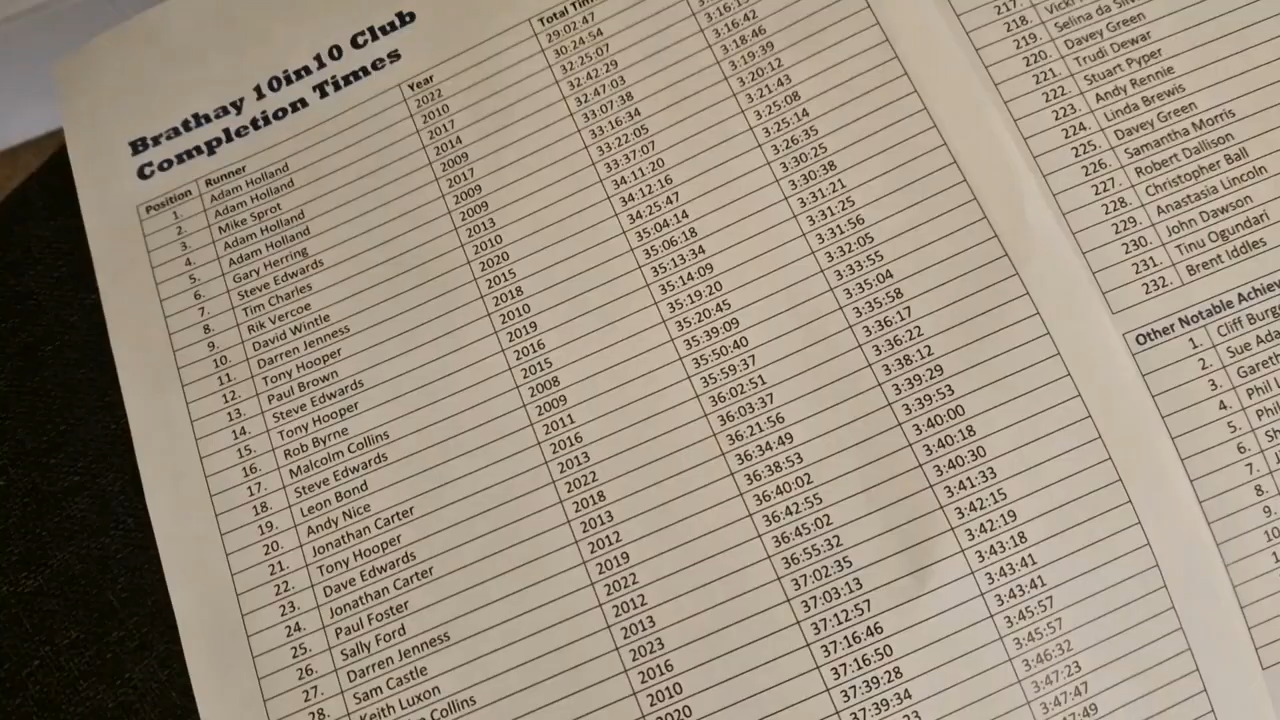 Brathay 10in10 Club
Completion Times
Position Runner Year Total Time
1. Adam Holland 2022 29:02:47
2. Adam Holland 2010 30:24:54
3. Mike Sprot 2017 32:25:07
4. Adam Holland 2014 32:42:29 3:16:15
5. Adam Holland 2009 32:47:03 3:16:42
6. Gary Herring 2017 33:07:38 3:18:46
7. Steve Edwards 2009 33:16:34 3:19:39
8. Tim Charles 2009 33:22:05 3:20:12
9. Rik Vercoe 2013 33:37:07 3:21:43
10. David Wintle 2010 34:11:20 3:25:08
11. Darren Jenness 2020 34:12:16 3:25:14
12. Tony Hooper 2015 34:25:47 3:26:35
13. Paul Brown 2018 35:04:14 3:30:25
14. Steve Edwards 2010 35:06:18 3:30:38
15. Tony Hooper 2019 35:13:34 3:31:21
16. Rob Byrne 2016 35:14:09 3:31:25
17. Malcolm Collins 2015 35:19:20 3:31:56
18. Steve Edwards 2008 35:20:45 3:32:05
19. Leon Bond 2009 35:39:09 3:33:55
20. Andy Nice 2011 35:50:40 3:35:04
21. Jonathan Carter 2016 35:59:37 3:35:58
22. Tony Hooper 2013 36:02:51 3:36:17
23. Dave Edwards 2022 36:03:37 3:36:22
24. Jonathan Carter 2018 36:21:56 3:38:12
25. Paul Foster 2013 36:34:49 3:39:29
26. Sally Ford 2012 36:38:53 3:39:53
27. Darren Jenness 2019 36:40:02 3:40:00
28. Sam Castle 2022 36:42:55 3:40:18
Keith Luxon 2012 36:45:02 3:40:30
Collins 2013 36:55:32 3:41:33
2023 37:02:35 3:42:15
2016 37:03:13 3:42:19
2010 37:12:57 3:43:18
2020 37:16:46 3:43:41
37:16:50 3:43:41
37:39:28 3:45:57
37:39:34 3:45:57
3:46:32
3:47:23
3:47:47
217.
218. Vicki
219. Selina da
220. Davey Green
221. Trudi Dewar
222. Stuart Pyper
223. Andy Rennie
224. Linda Brewis
225. Davey Green
226. Samantha Morris
227. Robert Dallison
228. Christopher Ball
229. Anastasia Lincoln
230. John Dawson
231. Tinu Ogundari
232. Brent Iddles
Other Notable Achiev
1. Cliff Burg
2. Sue Ada
3. Gareth
4. Phil
5. Phi
6. Sh
7. J
8.
9.
10